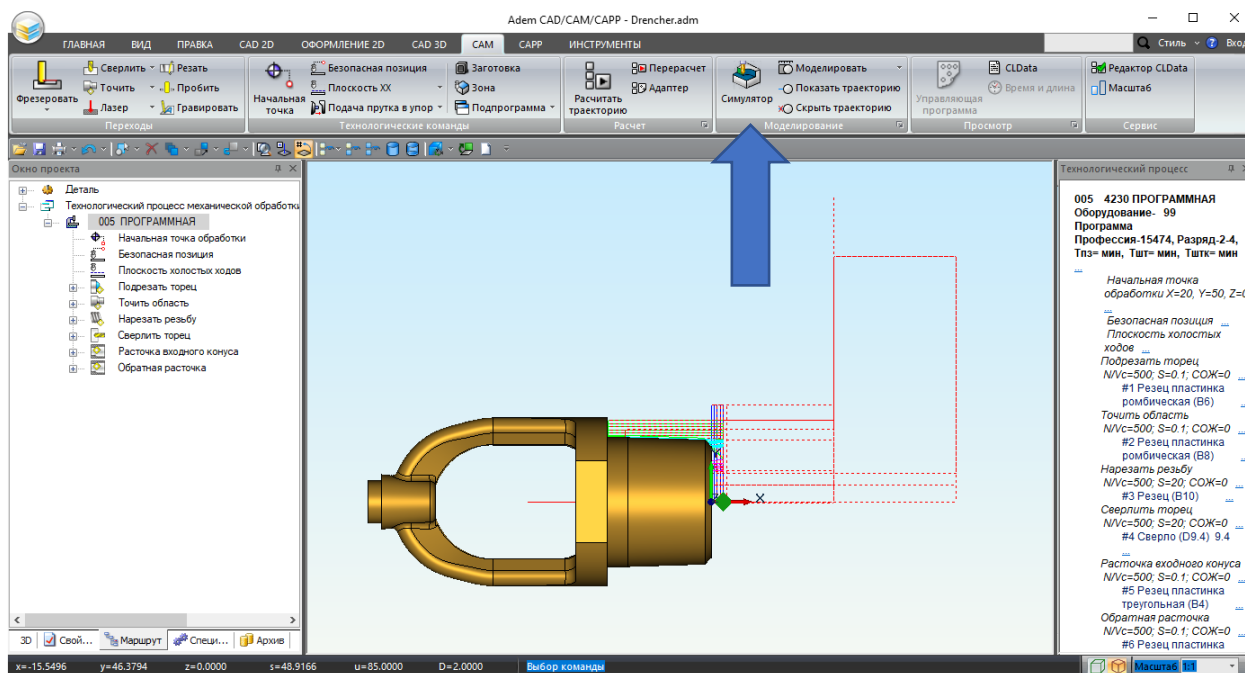 Adem CAD/CAM/CAPP - Drencher.adm
ГЛАВНАЯ ВИД ПРАВКА CAD 2D ОФОРМЛЕНИЕ 2D CAD 3D CAM CAPP ИНСТРУМЕНТЫ Стиль Вход
Фрезеровать
Сверлить Резать
Точить Пробить
Лазер Гравировать
Переходы
Начальная
точка
Безопасная позиция
Плоскость ХХ
Подача прутка в упор
Заготовка
Зона
Подпрограмма
Технологические команды
Расчитать
траекторию
Перерасчет
Адаптер
Расчет
Симулятор
Моделировать
Показать траекторию
Скрыть траекторию
Моделирование
Управляющая
программа
CLData
Время и длина
Просмотр
Редактор CLData
Масштаб
Сервис
Окно проекта
Деталь
Технологический процесс механической обработки
005 ПРОГРАММНАЯ
Начальная точка обработки
Безопасная позиция
Плоскость холостых ходов
Подрезать торец
Точить область
Нарезать резьбу
Сверлить торец
Расточка входного конуса
Обратная расточка
3D Свой... Маршрут Специ... Архив
X
Технологический процесс
005 4230 ПРОГРАММНАЯ
Оборудование- 99
Программа
Профессия-15474, Разряд-2-4,
Тпз= мин, Тшт= мин, Тштк= мин
...
Начальная точка
обработки X=20, Y=50, Z=0
...
Безопасная позиция ...
Плоскость холостых
ходов ...
Подрезать торец
N/Vc=500; S=0.1; СОЖ=0 ...
#1 Резец пластинка
ромбическая (B6) ...
Точить область
N/Vc=500; S=0.1; СОЖ=0 ...
#2 Резец пластинка
ромбическая (B8) ...
Нарезать резьбу
N/Vc=500; S=20; СОЖ=0 ...
#3 Резец (B10) ...
Сверлить торец
N/Vc=500; S=20; СОЖ=0 ...
#4 Сверло (D9.4) 9.4
...
Расточка входного конуса
N/Vc=500; S=0.1; СОЖ=0 ...
#5 Резец пластинка
треугольная (B4) ...
Обратная расточка
N/Vc=500; S=0.1; СОЖ=0 ...
#6 Резец пластинка
x=-15.5496 y=46.3794 z=0.0000 s=48.9166 u=85.0000 D=2.0000 Выбор команды Масштаб 1:1